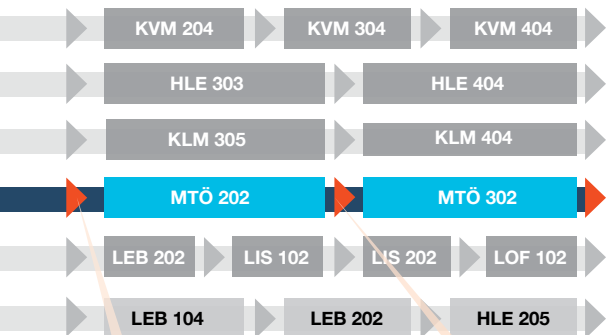 KVM 204 KVM 304 KVM 404
HLE 303 HLE 404
KLM 305 KLM 404
MTÖ 202 MTÖ 302
LEB 202 LIS 102 LIS 202 LOF 102
LEB 104 LEB 202 HLE 205